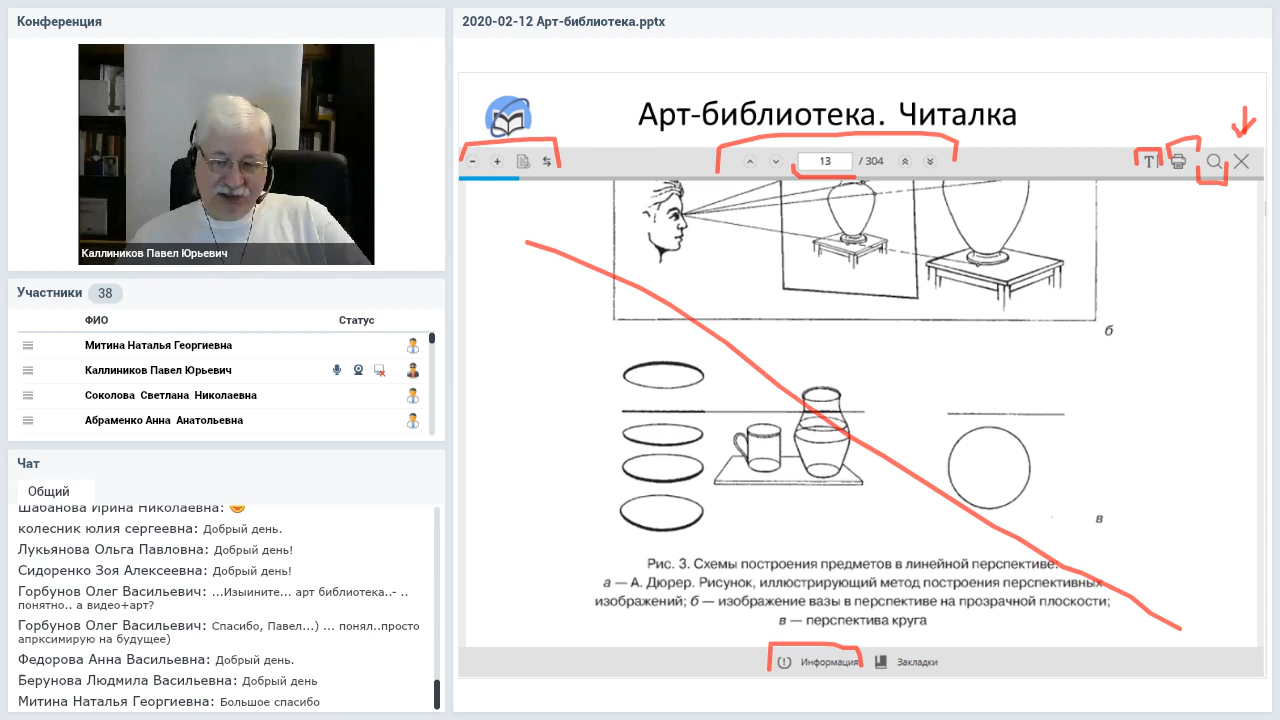 Конференция
Каллиников Павел Юрьевич
Участники 38
ФИО Статус
Митина Наталья Георгиевна
Каллиников Павел Юрьевич
Соколова Светлана Николаевна
Абраменко Анна Анатольевна
Чат
Общий
Шабанова Ирина Николаевна:
колесник юлия сергеевна: Добрый день.
Лукьянова Ольга Павловна: Добрый день!
Сидоренко Зоя Алексеевна: Добрый день!
Горбунов Олег Васильевич: ...Изыините... арт библиотека..- ..
понятно.. а видео+арт?
Горбунов Олег Васильевич: Спасибо, Павел...) ... понял..просто
апрксимирую на будущее)
Федорова Анна Васильевна: Добрый день.
Берунова Людмила Васильевна: Добрый день
Митина Наталья Георгиевна: Большое спасибо
2020-02-12 Арт-библиотека.pptx
Арт-библиотека. Читалка
13 / 304
б
в
Рис. 3. Схемы построения предметов в линейной перспективе:
а — А. Дюрер. Рисунок, иллюстрирующий метод построения перспективных
изображений; б — изображение вазы в перспективе на прозрачной плоскости;
в — перспектива круга
Информация Закладки